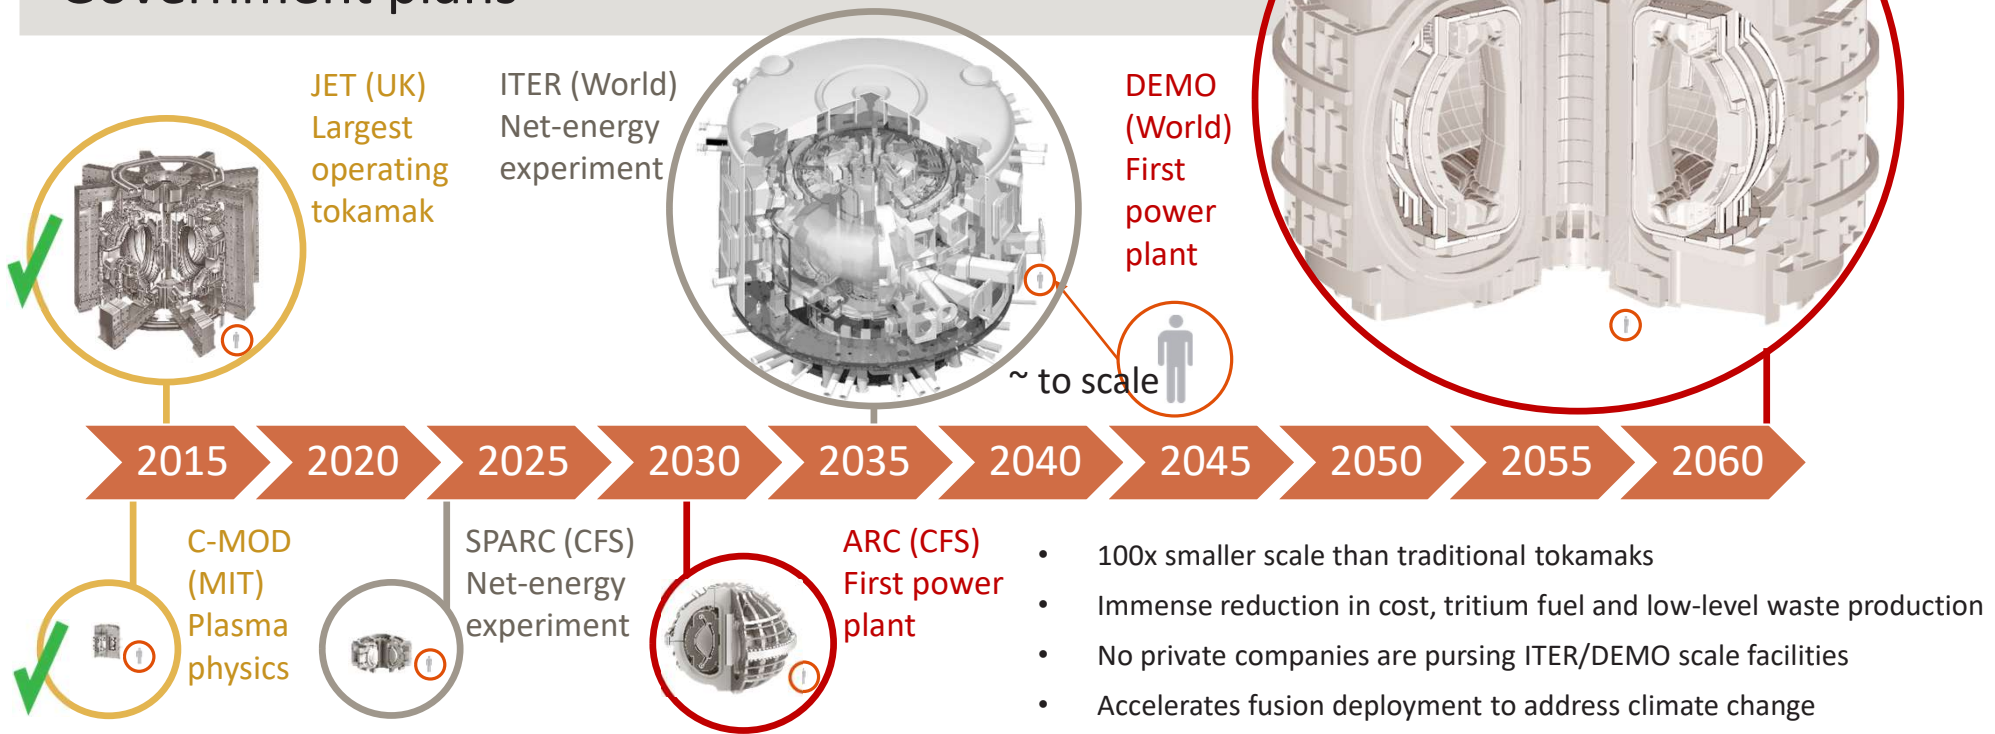 Government plans
JET (UK)
Largest
operating
tokamak
ITER (World)
Net-energy
experiment
DEMO
(World)
First
power
plant
~ to scale
2015 2020 2025 2030 2035 2040 2045 2050 2055 2060
C-MOD
(MIT)
Plasma
physics
SPARC (CFS)
Net-energy
experiment
ARC (CFS)
First power
plant
• 100x smaller scale than traditional tokamaks
• Immense reduction in cost, tritium fuel and low-level waste production
• No private companies are pursing ITER/DEMO scale facilities
• Accelerates fusion deployment to address climate change